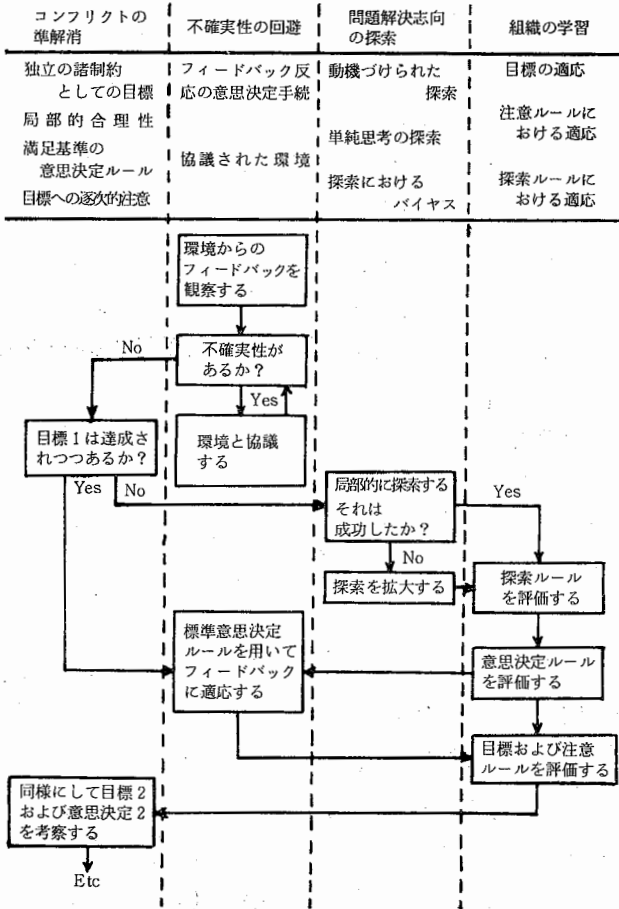 コンフリクトの
準解消
不確実性の回避
問題解決志向
の探索
組織の学習
独立の諸制約
としての目標
局部的合理性
満足基準の
意思決定ルール
目標への逐次的注意
フィードバック反
応の意思決定手続
協議された環境
動機づけられた
探索
単純思考の探索
探索における
バイヤス
目標の適応
注意ルールに
おける適応
探索ルールに
おける適応
環境からの
フィードバックを
観察する
No
不確実性が
あるか？
Yes
目標1は達成さ
れつつあるか？
環境と協議
する
Yes
No
局部的に探索する
それは
成功したか？
Yes
No
探索を拡大する
探索ルール
を評価する
標準意思決定
ルールを用いて
フィードバック
に適応する
意思決定ルール
を評価する
目標および注意
ルールを評価する
同様にして目標2
および意思決定2
を考察する
Etc